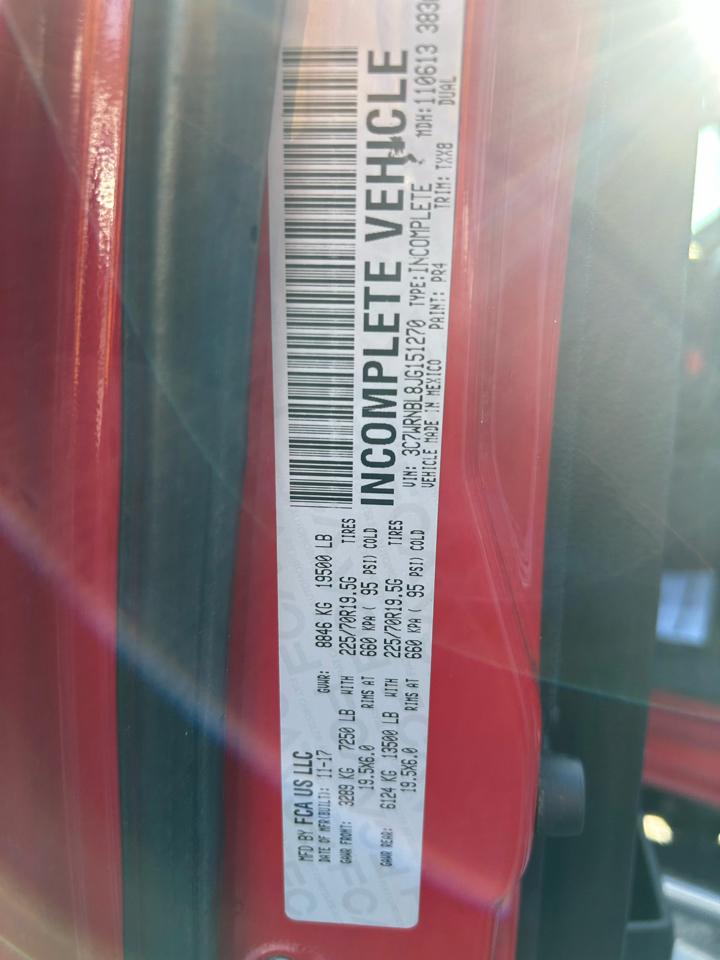 MFD BY FCA US LLC
DATE OF MFR(BUILT): 11-17 GVWR: 8846 KG 19500 LB
GAWR FRONT: 3289 KG 7250 LB WITH 225/70R19.5G TIRES
19.5X6.0 RIMS AT 660 KPA ( 95 PSI) COLD
GAWR REAR: 6124 KG 13500 LB WITH 225/70R19.5G TIRES
19.5X6.0 RIMS AT 660 KPA ( 95 PSI) COLD
INCOMPLETE VEHICLE
VIN: 3C7WRNBL8JG151270 TYPE:INCOMPLETE MDH:110613 383
VEHICLE MADE IN MEXICO PAINT: PR4 TRIM: TXX8 DUAL